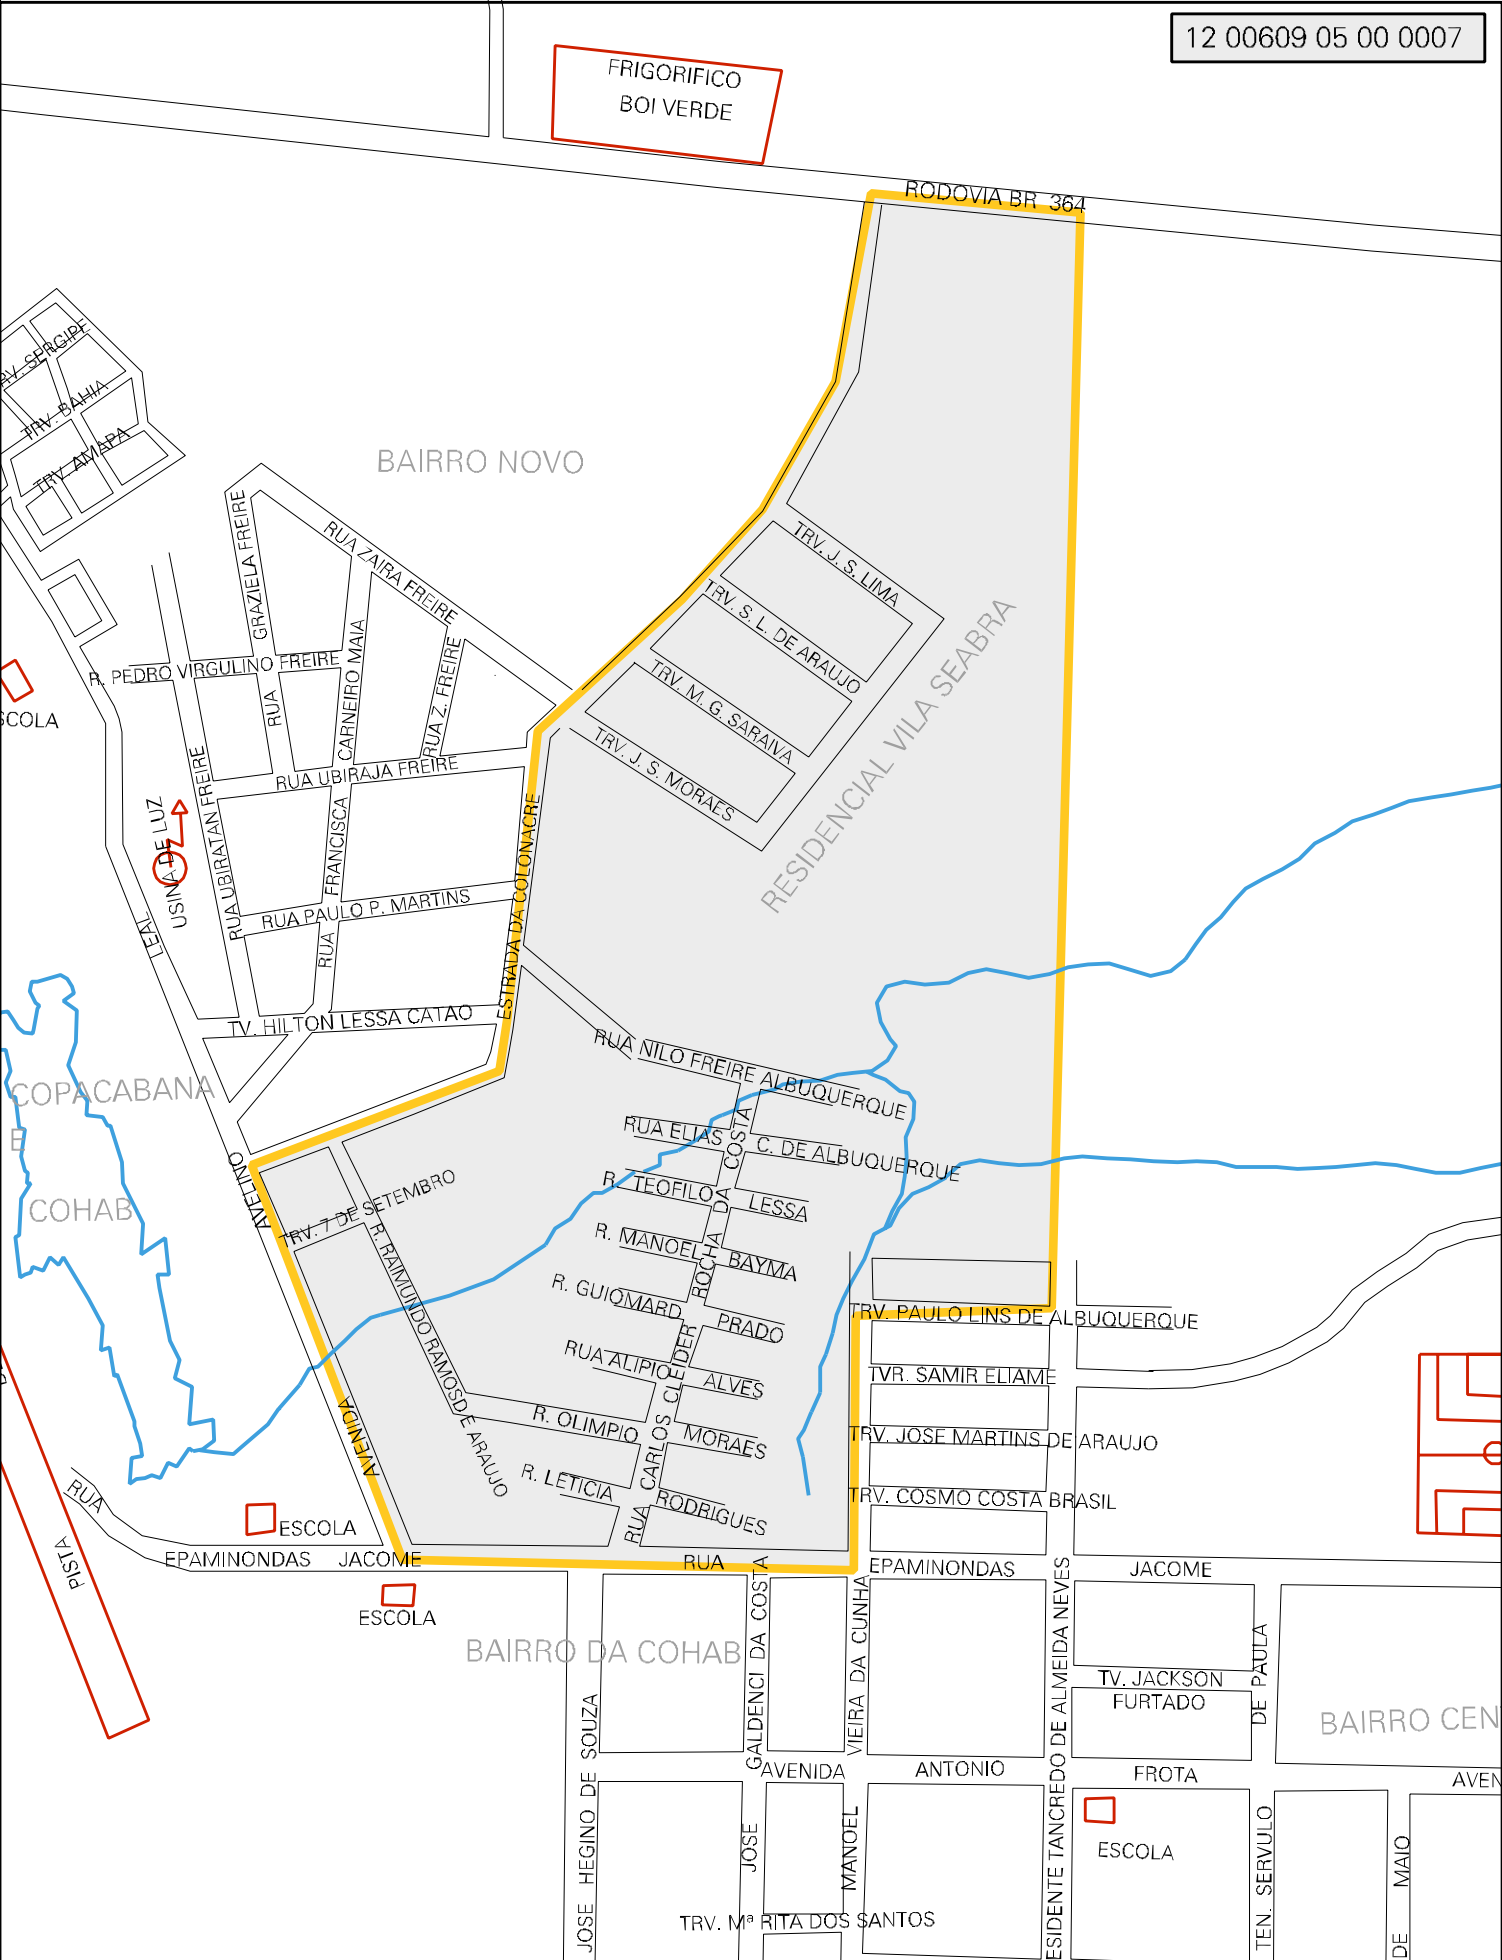 12 00609 05 00 0007
FRIGORIFICO
BOI VERDE
RODOVIA BR 364
TRV. SERGIPE
TRV. BAHIA
TRV. AMAPA
BAIRRO NOVO
RUA ZAIRA FREIRE
GRAZIELA FREIRE
RUA
R. PEDRO VIRGULINO FREIRE
CARNEIRO MAIA
FRANCISCA
RUA
RUA Z. FREIRE
RUA UBIRAJA FREIRE
RUA UBIRATAN FREIRE
RUA PAULO P. MARTINS
TV. HILTON LESSA CATAO
USINA DE LUZ
LEAL
ESCOLA
TRV. J. S. LIMA
TRV. S. L. DE ARAUJO
TRV. M. G. SARAIVA
TRV. J. S. MORAES
RESIDENCIAL VILA SEABRA
ESTRADA DA COLONACRE
COPACABANA
E
COHAB
AVELINO
AVENIDA
RUA NILO FREIRE ALBUQUERQUE
RUA ELIAS C. DE ALBUQUERQUE
R. TEOFILO LESSA
R. MANOEL BAYMA
R. GUIOMARD PRADO
RUA ALIPIO ALVES
R. OLIMPIO MORAES
R. LETICIA RODRIGUES
RUA CARLOS CLEIDER ROCHA DA COSTA
TRV. 7 DE SETEMBRO
R. RAIMUNDO RAMOS DE ARAUJO
TRV. PAULO LINS DE ALBUQUERQUE
TVR. SAMIR ELIAME
TRV. JOSE MARTINS DE ARAUJO
TRV. COSMO COSTA BRASIL
RUA
EPAMINONDAS JACOME
RUA
EPAMINONDAS
JACOME
ESCOLA
ESCOLA
PISTA
BAIRRO DA COHAB
JOSE HEGINO DE SOUZA
JOSE GALDENCI DA COSTA
MANOEL VIEIRA DA CUNHA
ESIDENTE TANCREDO DE ALMEIDA NEVES
TV. JACKSON
FURTADO
TEN. SERVULO DE PAULA
BAIRRO CEN
AVENIDA ANTONIO FROTA
AVEN
ESCOLA
DE MAIO
TRV. Mª RITA DOS SANTOS